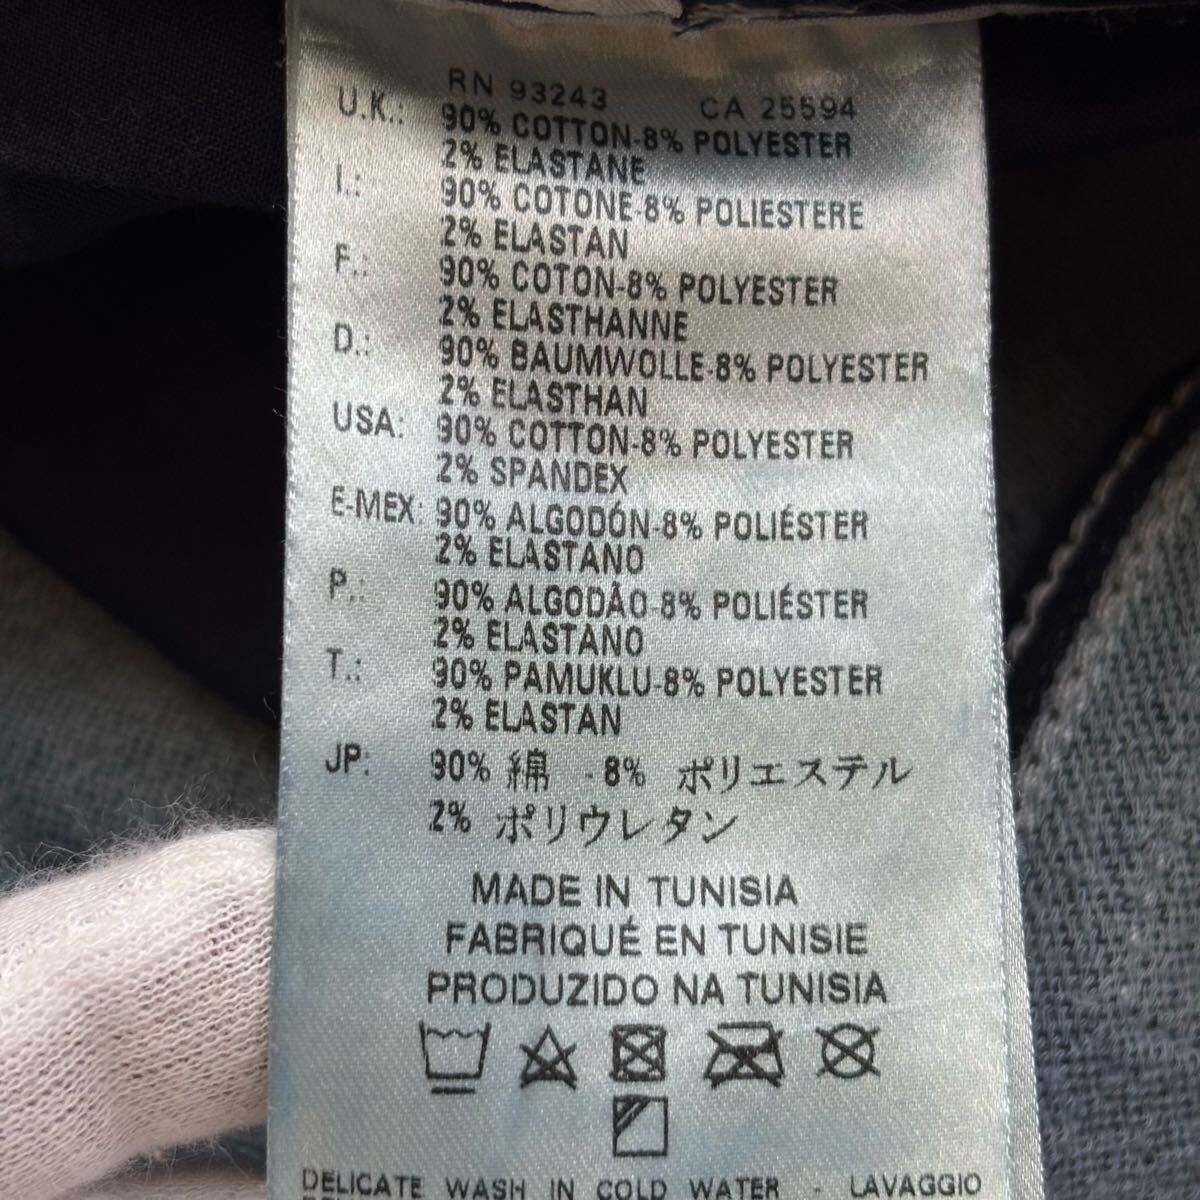 RN 93243 CA 25594
U.K.: 90% COTTON-8% POLYESTER
2% ELASTANE
I.: 90% COTONE-8% POLIESTERE
2% ELASTAN
F.: 90% COTON-8% POLYESTER
2% ELASTHANNE
D.: 90% BAUMWOLLE-8% POLYESTER
2% ELASTHAN
USA: 90% COTTON-8% POLYESTER
2% SPANDEX
E-MEX: 90% ALGODÓN-8% POLIÉSTER
2% ELASTANO
P.: 90% ALGODÃO-8% POLIÉSTER
2% ELASTANO
T.: 90% PAMUKLU-8% POLYESTER
2% ELASTAN
JP: 90% 綿 - 8% ポリエステル
2% ポリウレタン
MADE IN TUNISIA
FABRIQUÉ EN TUNISIE
PRODUZIDO NA TUNISIA
DELICATE WASH IN COLD WATER - LAVAGGIO